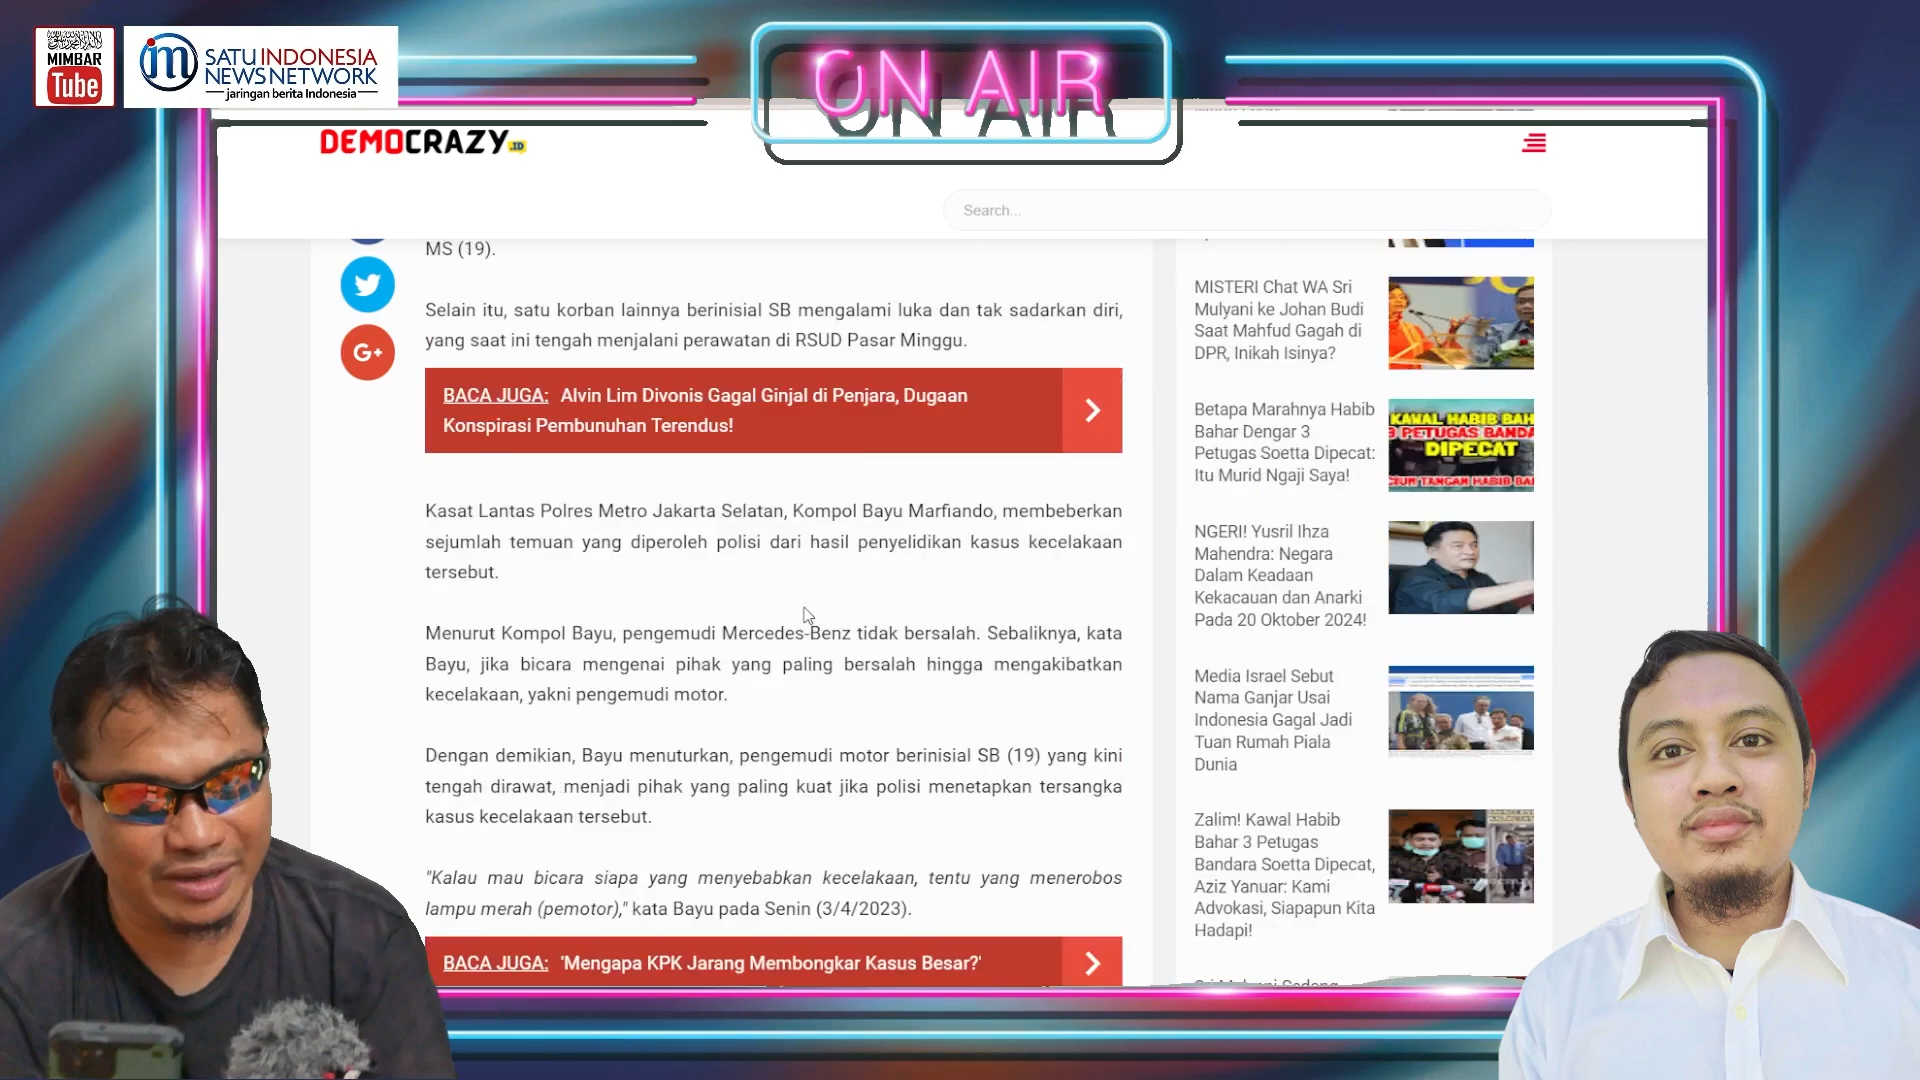 MIMBAR
Tube
SATU INDONESIA
NEWS NETWORK
jaringan berita Indonesia
ON AIR
DEMOCRAZY.ID
Search...
MS (19).
Selain itu, satu korban lainnya berinisial SB mengalami luka dan tak sadarkan diri,
yang saat ini tengah menjalani perawatan di RSUD Pasar Minggu.
BACA JUGA: Alvin Lim Divonis Gagal Ginjal di Penjara, Dugaan
Konspirasi Pembunuhan Terendus!
Kasat Lantas Polres Metro Jakarta Selatan, Kompol Bayu Marfiando, membeberkan
sejumlah temuan yang diperoleh polisi dari hasil penyelidikan kasus kecelakaan
tersebut.
Menurut Kompol Bayu, pengemudi Mercedes-Benz tidak bersalah. Sebaliknya, kata
Bayu, jika bicara mengenai pihak yang paling bersalah hingga mengakibatkan
kecelakaan, yakni pengemudi motor.
Dengan demikian, Bayu menuturkan, pengemudi motor berinisial SB (19) yang kini
tengah dirawat, menjadi pihak yang paling kuat jika polisi menetapkan tersangka
kasus kecelakaan tersebut.
"Kalau mau bicara siapa yang menyebabkan kecelakaan, tentu yang menerobos
lampu merah (pemotor)," kata Bayu pada Senin (3/4/2023).
BACA JUGA: 'Mengapa KPK Jarang Membongkar Kasus Besar?'
MISTERI Chat WA Sri
Mulyani ke Johan Budi
Saat Mahfud Gagah di
DPR, Inikah Isinya?
Betapa Marahnya Habib
Bahar Dengar 3
Petugas Soetta Dipecat:
Itu Murid Ngaji Saya!
KAWAL HABIB BAH
3 PETUGAS BANDA
DIPECAT
CIUM TANGAN HABIB BA
NGERI! Yusril Ihza
Mahendra: Negara
Dalam Keadaan
Kekacauan dan Anarki
Pada 20 Oktober 2024!
Media Israel Sebut
Nama Ganjar Usai
Indonesia Gagal Jadi
Tuan Rumah Piala
Dunia
Zalim! Kawal Habib
Bahar 3 Petugas
Bandara Soetta Dipecat,
Aziz Yanuar: Kami
Advokasi, Siapapun Kita
Hadapi!